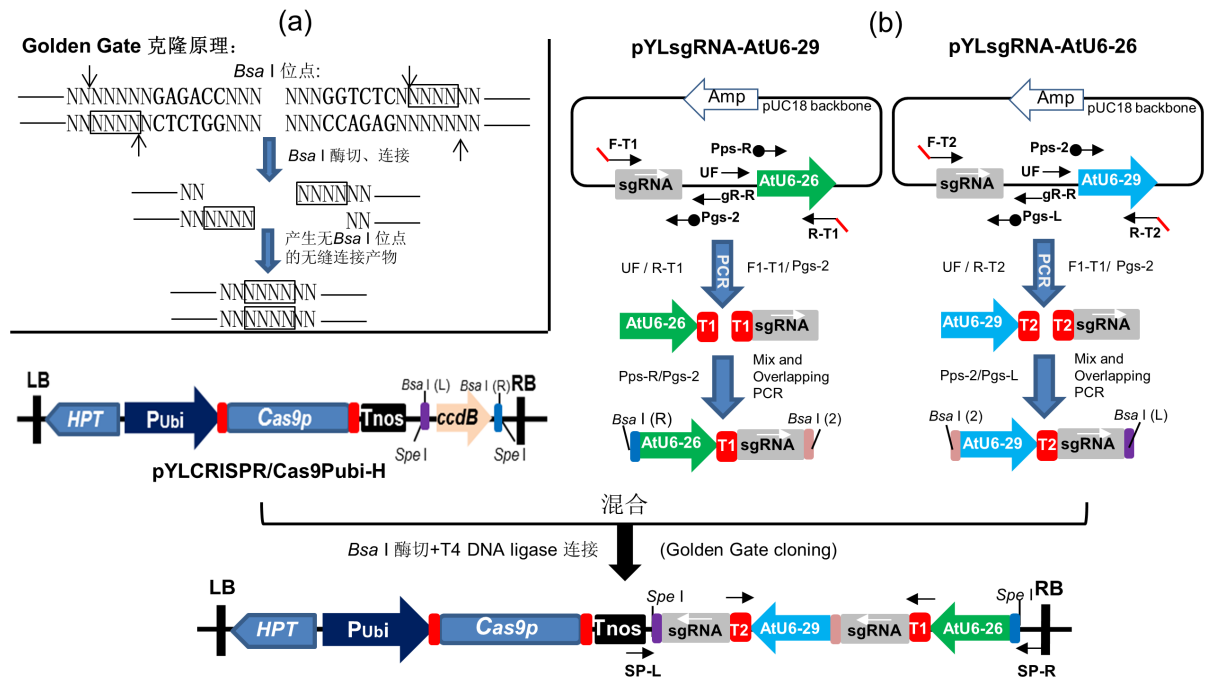 (a)
Golden Gate 克隆原理：
Bsa I 位点:
NNNNNNNGAGACCNNN NNNGGTCTCNNNNNNN
NNNNNNCTCTGGNNN NNNCCAGAGNNNNNNN
Bsa I 酶切、连接
NN NNNNNN
NNNNNN NN
产生无Bsa I 位点
的无缝连接产物
NNNNNNNN
NNNNNNNN
(b)
pYLsgRNA-AtU6-29
Amp
pUC18 backbone
F-T1
Pps-R
UF
sgRNA
AtU6-26
gR-R
Pgs-2
R-T1
UF / R-T1
PCR
F1-T1/ Pgs-2
AtU6-26
T1
T1
sgRNA
Pps-R/Pgs-2
Mix and
Overlapping
PCR
Bsa I (R)
Bsa I (2)
AtU6-26
T1
sgRNA
pYLsgRNA-AtU6-26
Amp
pUC18 backbone
F-T2
Pps-2
UF
sgRNA
AtU6-29
gR-R
Pgs-L
R-T2
UF / R-T2
PCR
F1-T1/ Pgs-2
AtU6-29
T2
T2
sgRNA
Pps-2/Pgs-L
Mix and
Overlapping
PCR
Bsa I (2)
Bsa I (L)
AtU6-29
T2
sgRNA
LB
Bsa I (L)
Bsa I (R)
RB
HPT
PUbi
Cas9p
Tnos
ccdB
Spe I
Spe I
pYLCRISPR/Cas9Pubi-H
混合
Bsa I 酶切+T4 DNA ligase 连接
(Golden Gate cloning)
LB
Spe I
Spe I
RB
HPT
PUbi
Cas9p
Tnos
sgRNA
T2
AtU6-29
sgRNA
T1
AtU6-26
SP-L
SP-R